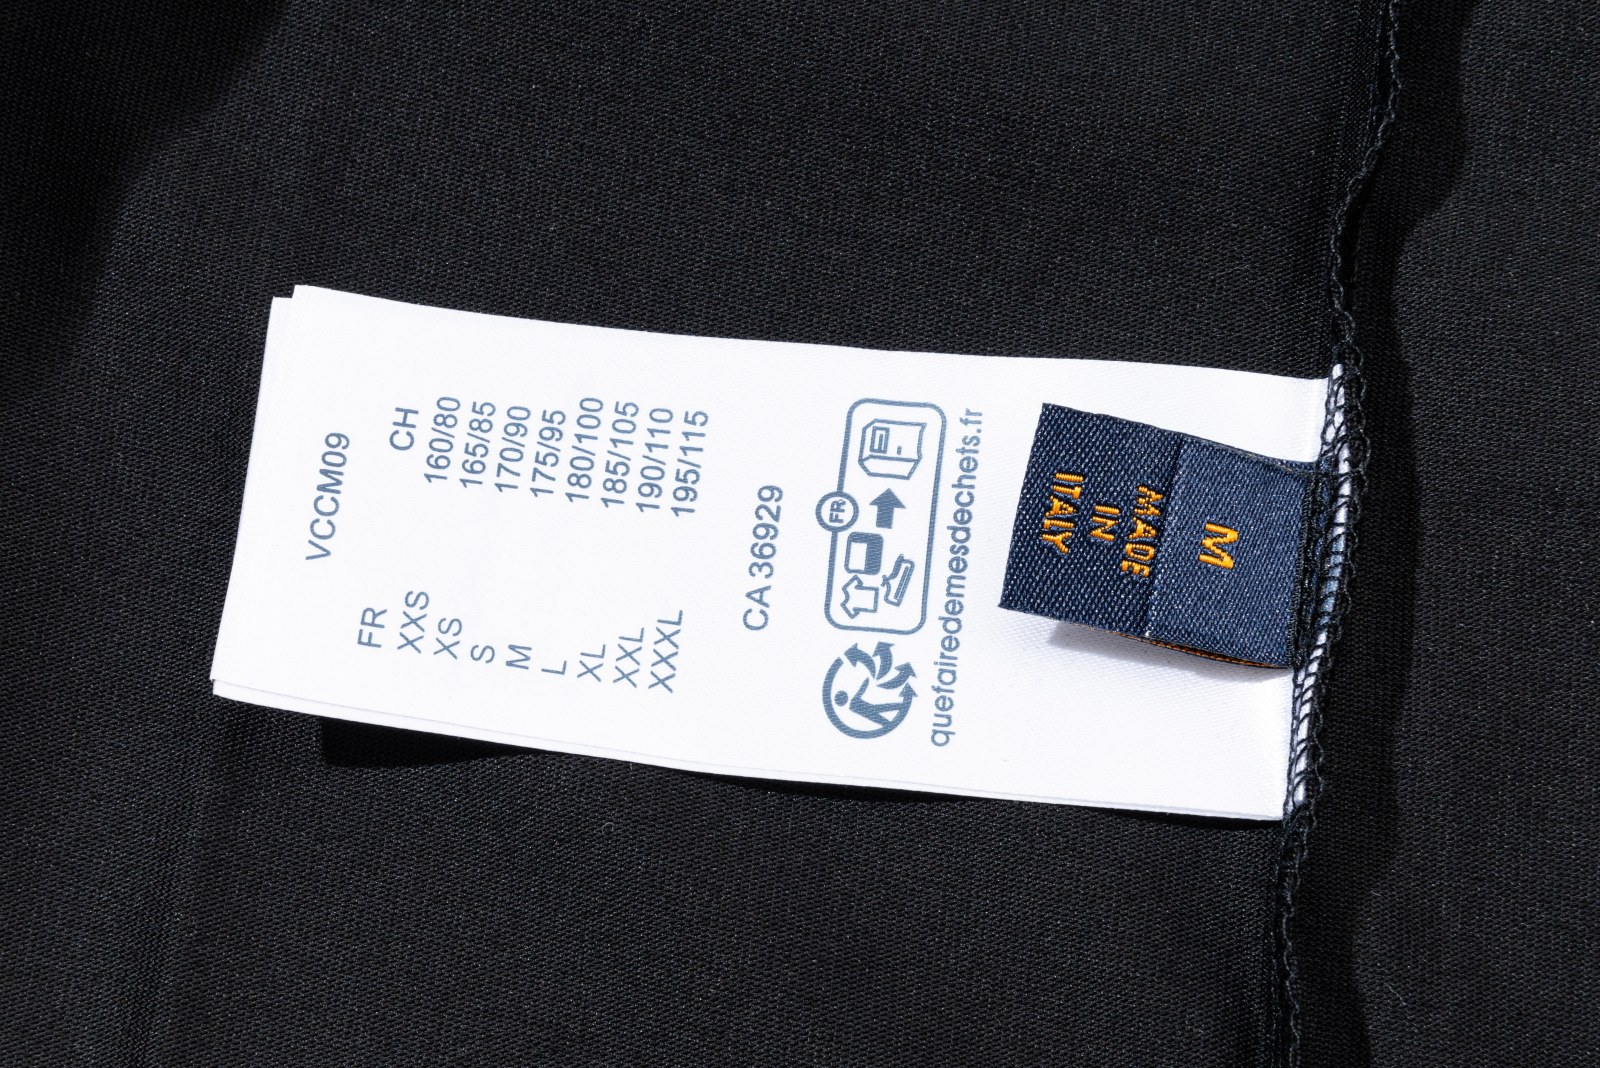 VCCM09
FR CH
XXS 160/80
XS 165/85
S 170/90
M 175/95
L 180/100
XL 185/105
XXL 190/110
XXXL 195/115
CA 36929
FR
quefairedemesdechets.fr
M
MADE
IN
ITALY